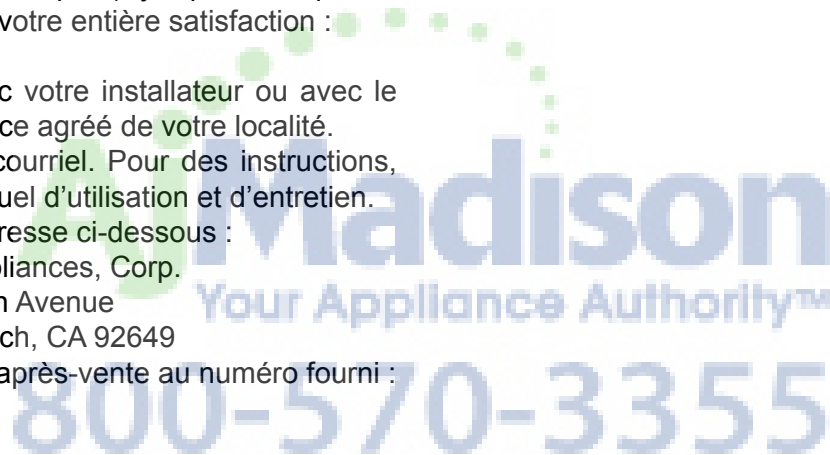 votre entière satisfaction :
c votre installateur ou avec le
ce agréé de votre localité.
courriel. Pour des instructions,
uel d'utilisation et d'entretien.
resse ci-dessous :
liances, Corp.
Avenue
ch, CA 92649
après-vente au numéro fourni :
AjMadison
Your Appliance Authority™
800-570-3355